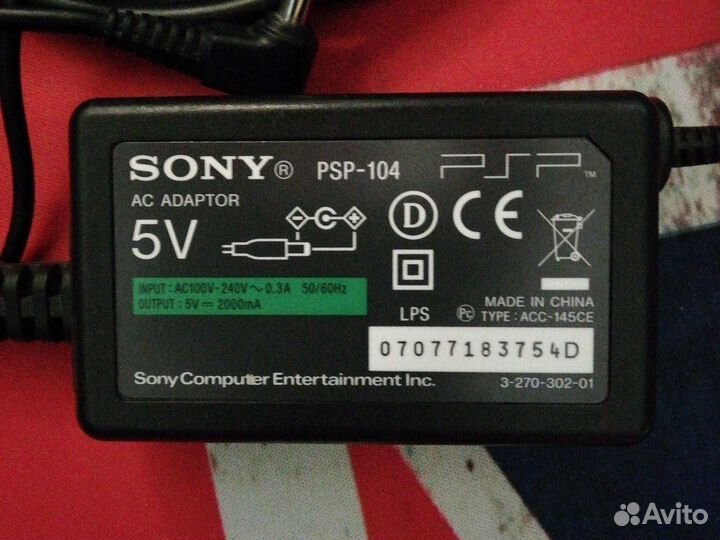 SONY® PSP-104 PSP™
AC ADAPTOR
5V
D CE
INPUT: AC100V-240V～ 0.3A 50/60Hz
OUTPUT: 5V⎓2000mA
LPS
MADE IN CHINA
TYPE: ACC-145CE
07077183754D
Sony Computer Entertainment Inc. 3-270-302-01
Avito